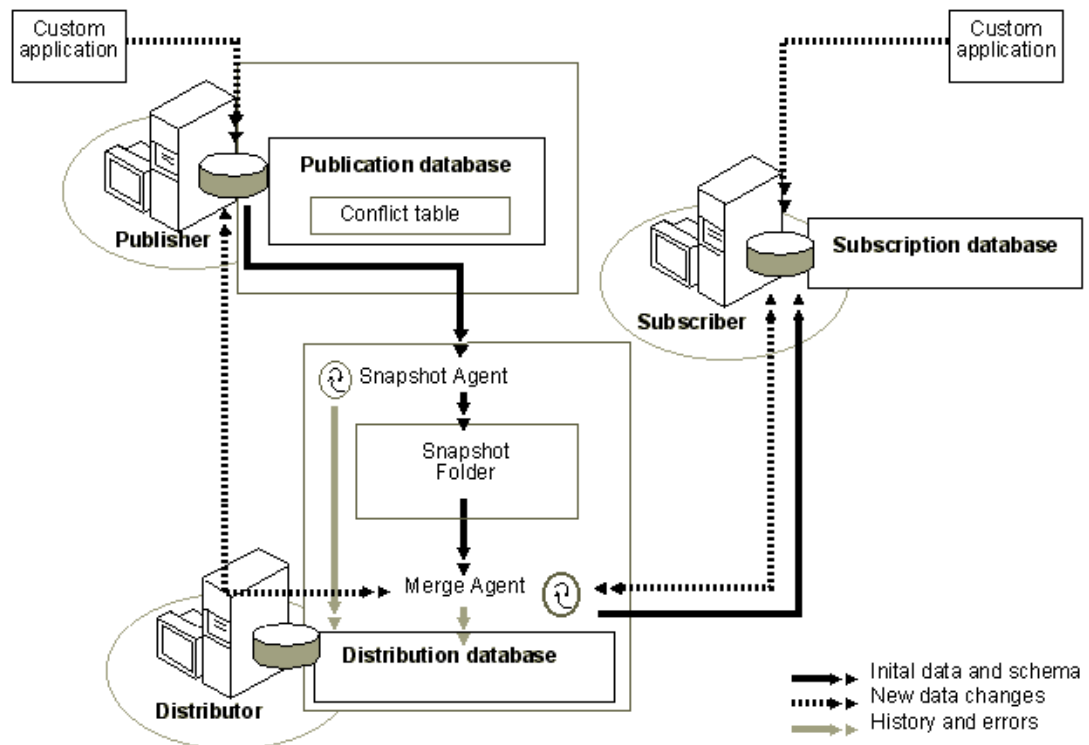 Custom
application
Custom
application
Publication database
Conflict table
Publisher
Subscription database
Subscriber
Snapshot Agent
Snapshot
Folder
Merge Agent
Distribution database
Distributor
Inital data and schema
New data changes
History and errors